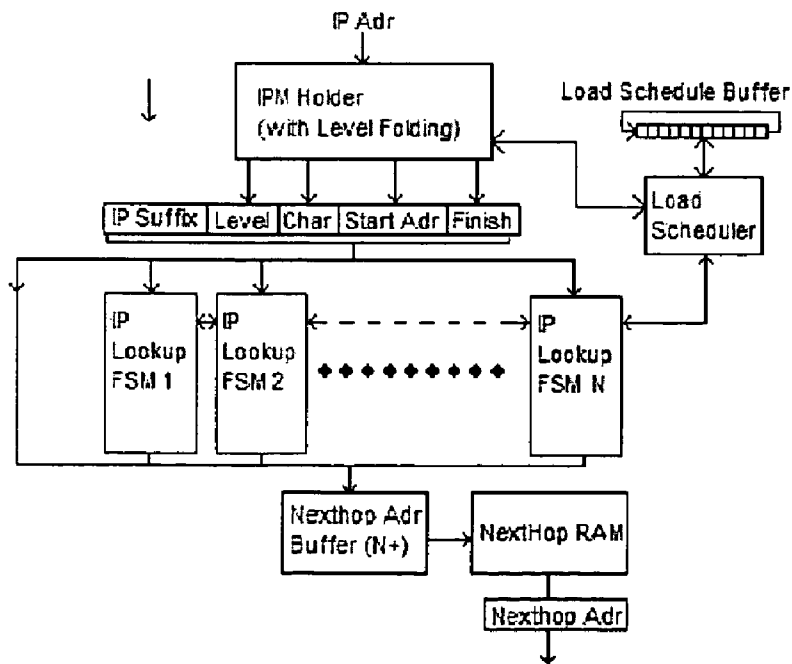 IP Adr
IPM Holder
(with Level Folding)
Load Schedule Buffer
Load
Scheduler
IP Suffix Level Char Start Adr Finish
IP
Lookup
FSM 1
IP
Lookup
FSM 2
IP
Lookup
FSM N
Nexthop Adr
Buffer (N+)
NextHop RAM
Nexthop Adr